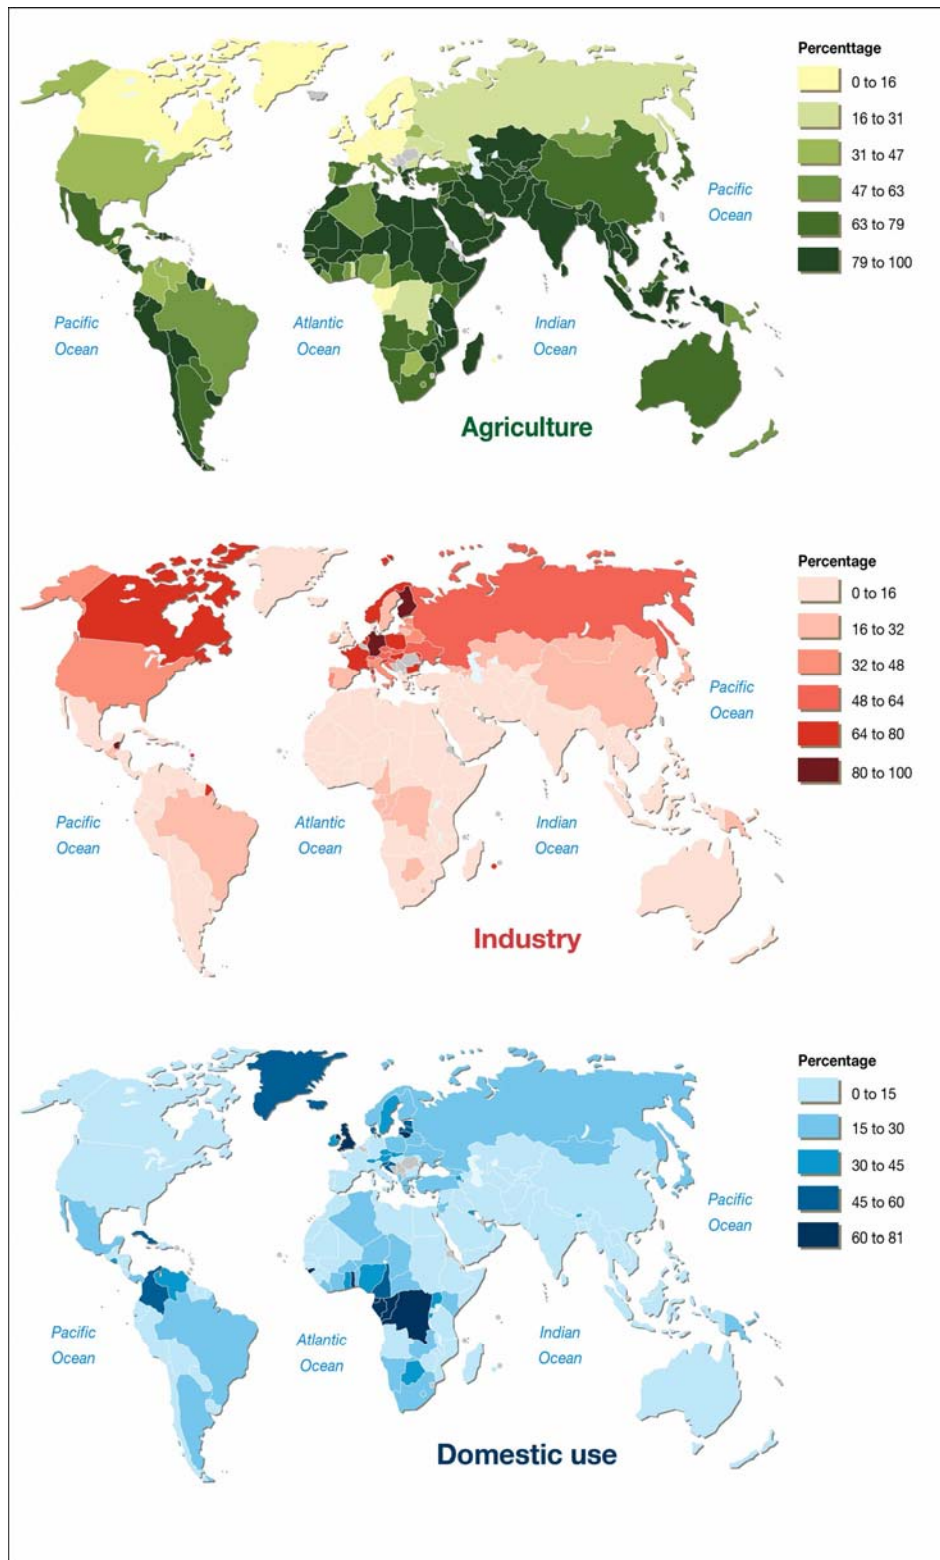 Percenttage
0 to 16
16 to 31
31 to 47
47 to 63
63 to 79
79 to 100
Pacific
Ocean
Pacific
Ocean
Atlantic
Ocean
Indian
Ocean
Agriculture
Percentage
0 to 16
16 to 32
32 to 48
48 to 64
64 to 80
80 to 100
Pacific
Ocean
Pacific
Ocean
Atlantic
Ocean
Indian
Ocean
Industry
Percentage
0 to 15
15 to 30
30 to 45
45 to 60
60 to 81
Pacific
Ocean
Pacific
Ocean
Atlantic
Ocean
Indian
Ocean
Domestic use